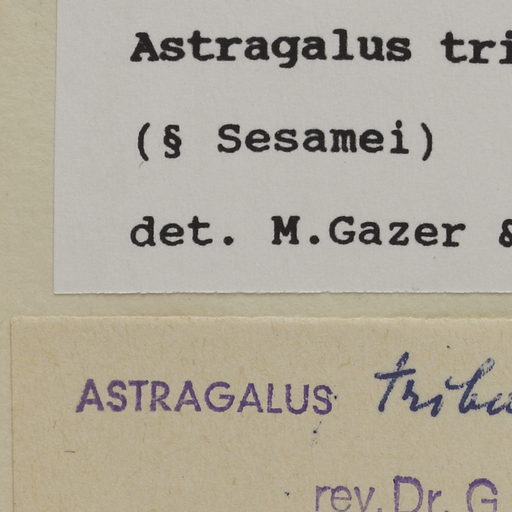 Astragalus tri
(§ Sesamei)
det. M.Gazer &
ASTRAGALUS tribu
rev. Dr. G